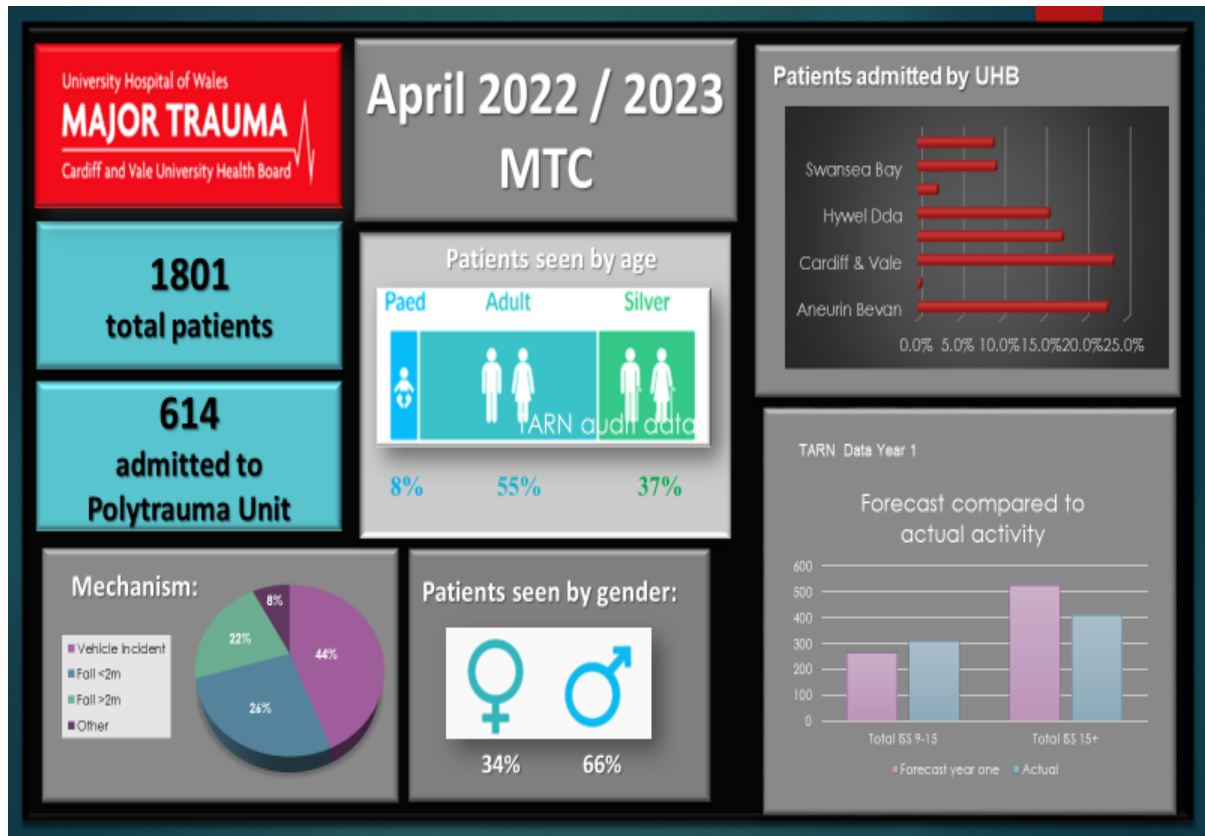 University Hospital of Wales
MAJOR TRAUMA
Cardiff and Vale University Health Board
April 2022 / 2023
MTC
Patients admitted by UHB
Swansea Bay
Hywel Dda
Cardiff & Vale
Aneurin Bevan
0.0% 5.0% 10.0% 15.0% 20.0% 25.0%
1801
total patients
614
admitted to
Polytrauma Unit
Patients seen by age
Paed Adult Silver
TARN audit data
8% 55% 37%
Mechanism:
Vehicle Incident
Fall <2m
Fall >2m
Other
8%
22%
44%
26%
Patients seen by gender:
34% 66%
TARN Data Year 1
Forecast compared to
actual activity
600
500
400
300
200
100
0
Total ISS 9-15 Total ISS 15+
Forecast year one Actual